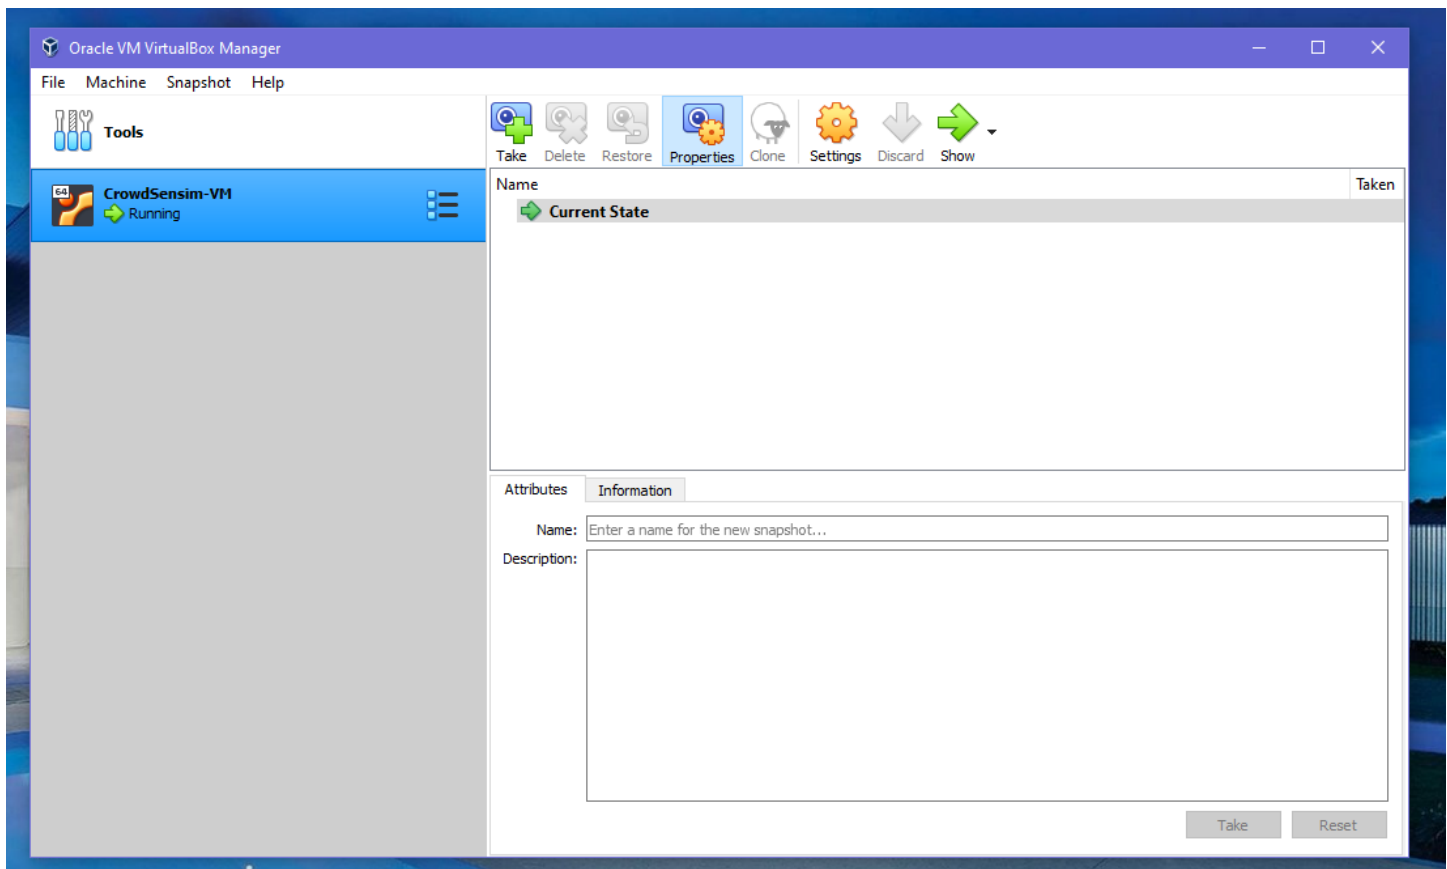 Oracle VM VirtualBox Manager
File Machine Snapshot Help
Tools
Take Delete Restore Properties Clone Settings Discard Show
64
CrowdSensim-VM
Running
Name Taken
Current State
Attributes Information
Name: Enter a name for the new snapshot...
Description:
Take Reset